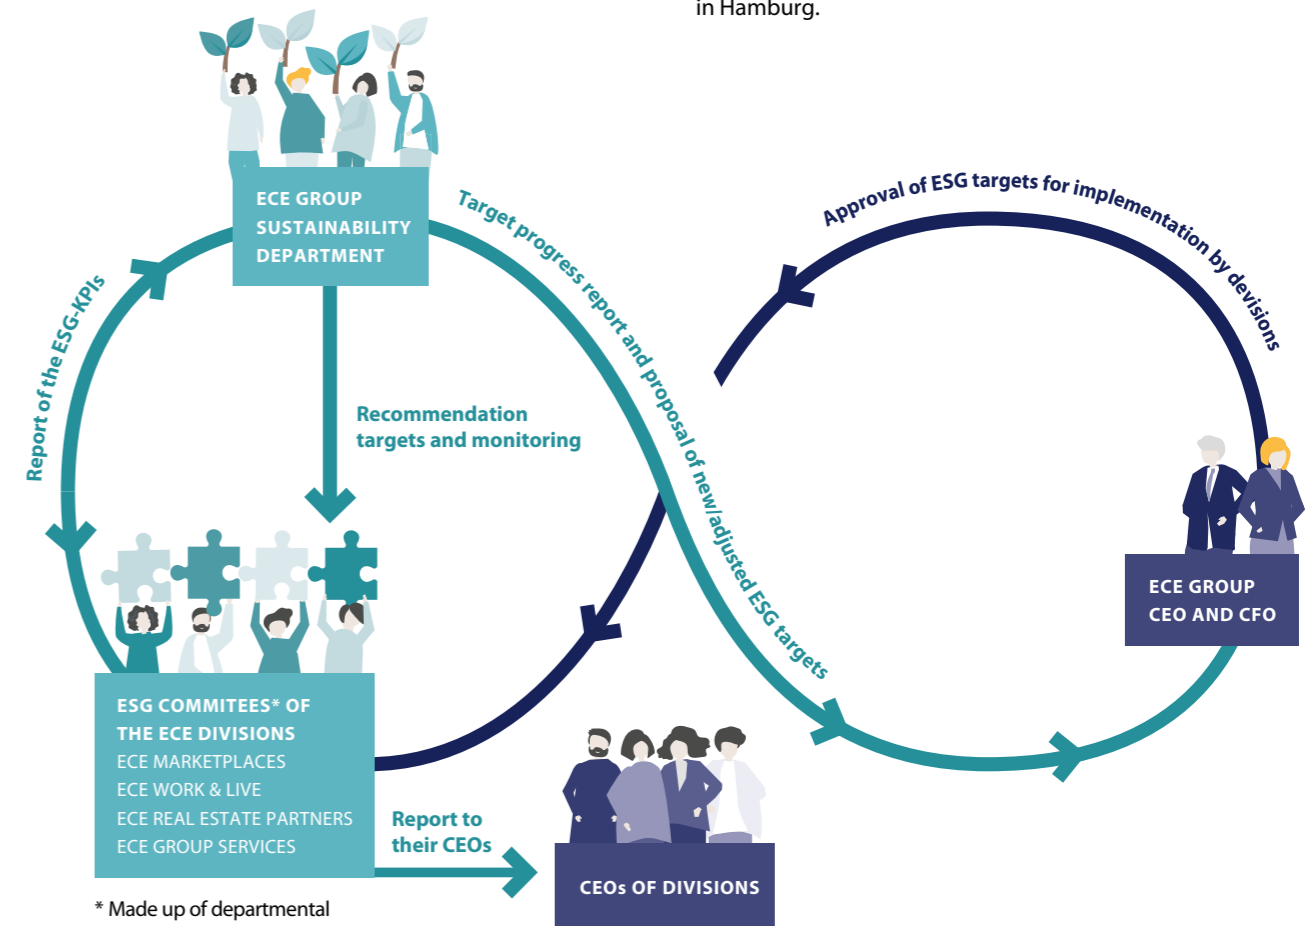 in Hamburg.
ECE GROUP
SUSTAINABILITY
DEPARTMENT
Target progress report and proposal of new/adjusted ESG targets
Approval of ESG targets for implementation by devisions
Report of the ESG-KPIs
Recommendation
targets and monitoring
ECE GROUP
CEO AND CFO
ESG COMMITEES* OF
THE ECE DIVISIONS
ECE MARKETPLACES
ECE WORK & LIVE
ECE REAL ESTATE PARTNERS
ECE GROUP SERVICES
Report to
their CEOs
CEOs OF DIVISIONS
* Made up of departmental